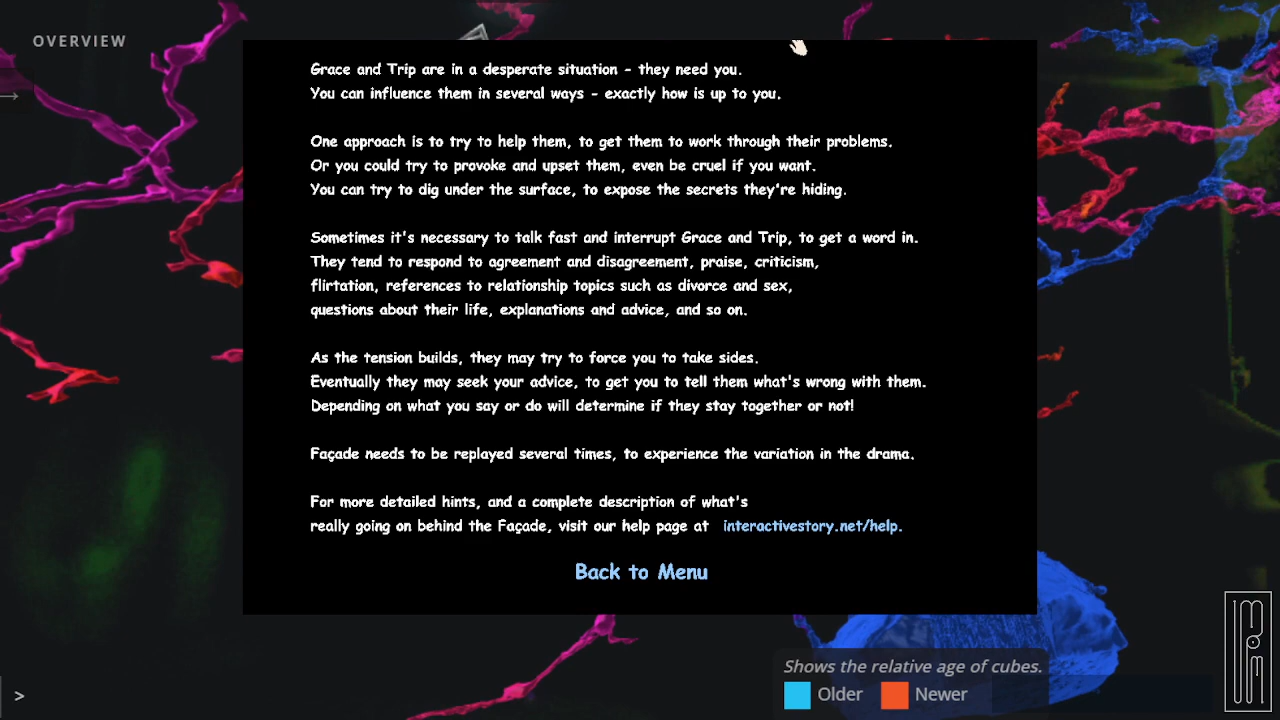 OVERVIEW
Grace and Trip are in a desperate situation - they need you.
You can influence them in several ways - exactly how is up to you.
One approach is to try to help them, to get them to work through their problems.
Or you could try to provoke and upset them, even be cruel if you want.
You can try to dig under the surface, to expose the secrets they're hiding.
Sometimes it's necessary to talk fast and interrupt Grace and Trip, to get a word in.
They tend to respond to agreement and disagreement, praise, criticism,
flirtation, references to relationship topics such as divorce and sex,
questions about their life, explanations and advice, and so on.
As the tension builds, they may try to force you to take sides.
Eventually they may seek your advice, to get you to tell them what's wrong with them.
Depending on what you say or do will determine if they stay together or not!
Façade needs to be replayed several times, to experience the variation in the drama.
For more detailed hints, and a complete description of what's
really going on behind the Façade, visit our help page at interactivestory.net/help.
Back to Menu
Shows the relative age of cubes.
Older Newer
>